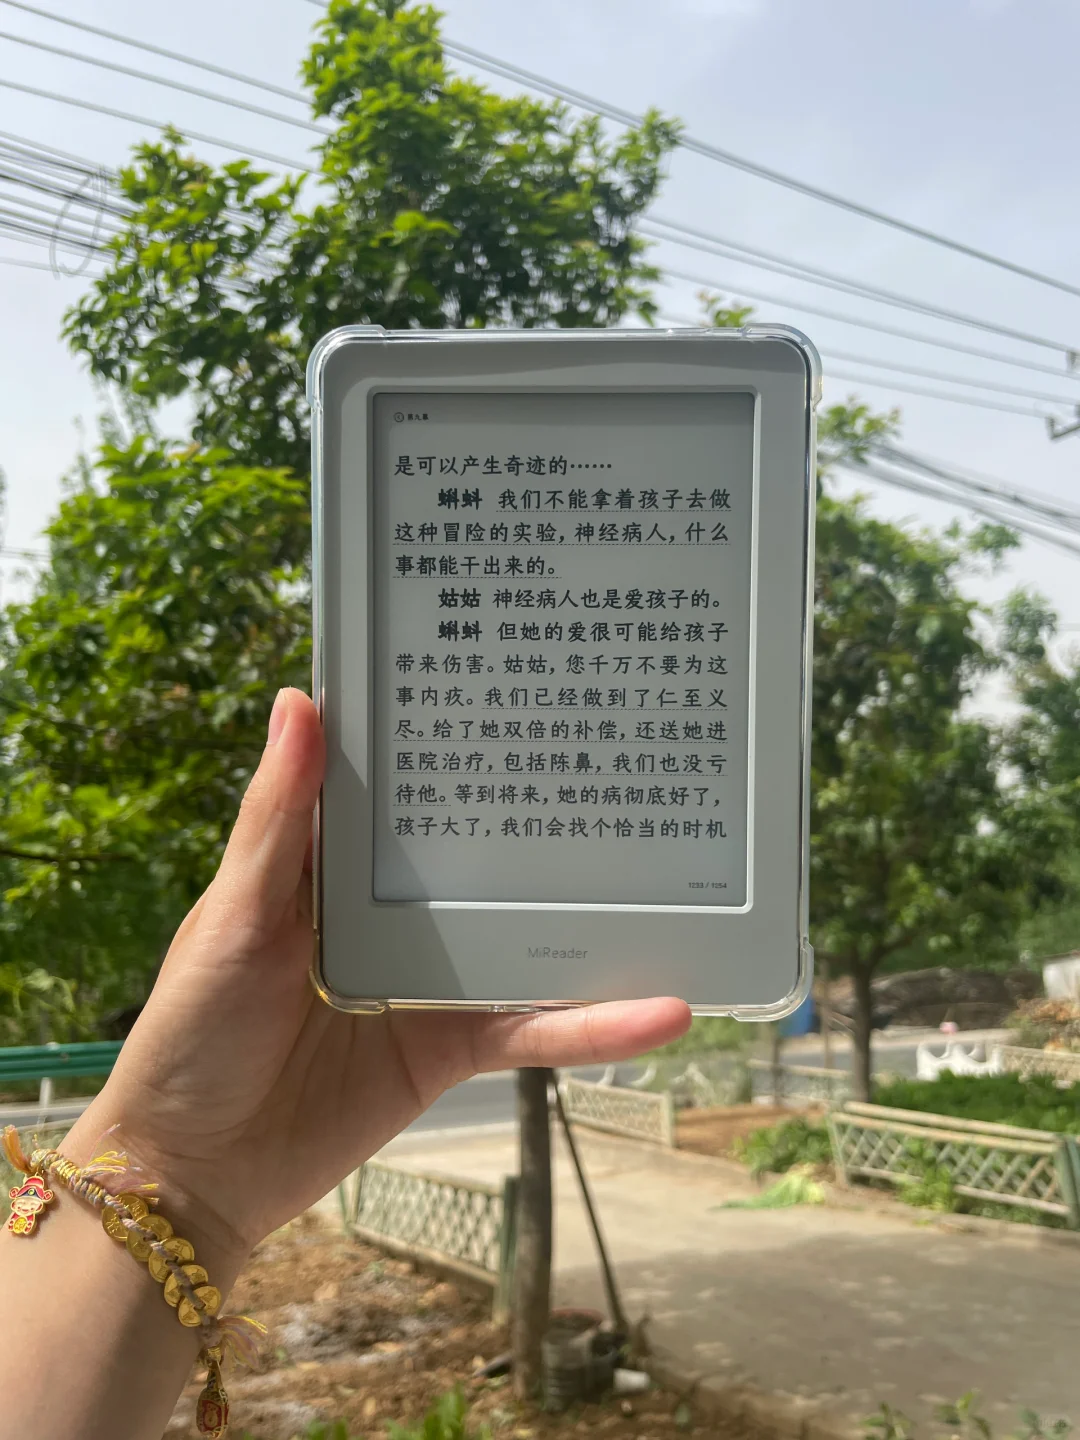 第九幕
是可以产生奇迹的……
蝌蚪 我们不能拿着孩子去做
这种冒险的实验，神经病人，什么
事都能干出来的。
姑姑 神经病人也是爱孩子的。
蝌蚪 但她的爱很可能给孩子
带来伤害。姑姑，您千万不要为这
事内疚。我们已经做到了仁至义
尽。给了她双倍的补偿，还送她进
医院治疗，包括陈鼻，我们也没亏
待他。等到将来，她的病彻底好了，
孩子大了，我们会找个恰当的时机
1233 / 1254
MiReader